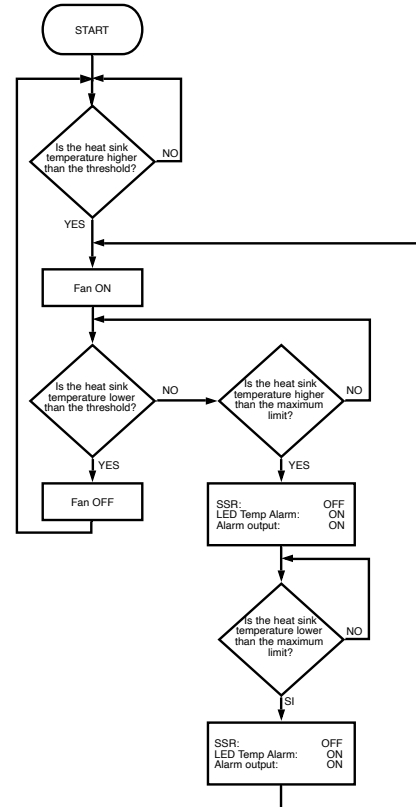 START
Is the heat sink
temperature higher
than the threshold?
NO
YES
Fan ON
Is the heat sink
temperature lower
than the threshold?
NO
Is the heat sink
temperature higher
than the maximum
limit?
NO
YES
Fan OFF
YES
SSR: OFF
LED Temp Alarm: ON
Alarm output: ON
Is the heat sink
temperature lower
than the maximum
limit?
NO
SI
SSR: OFF
LED Temp Alarm: ON
Alarm output: ON